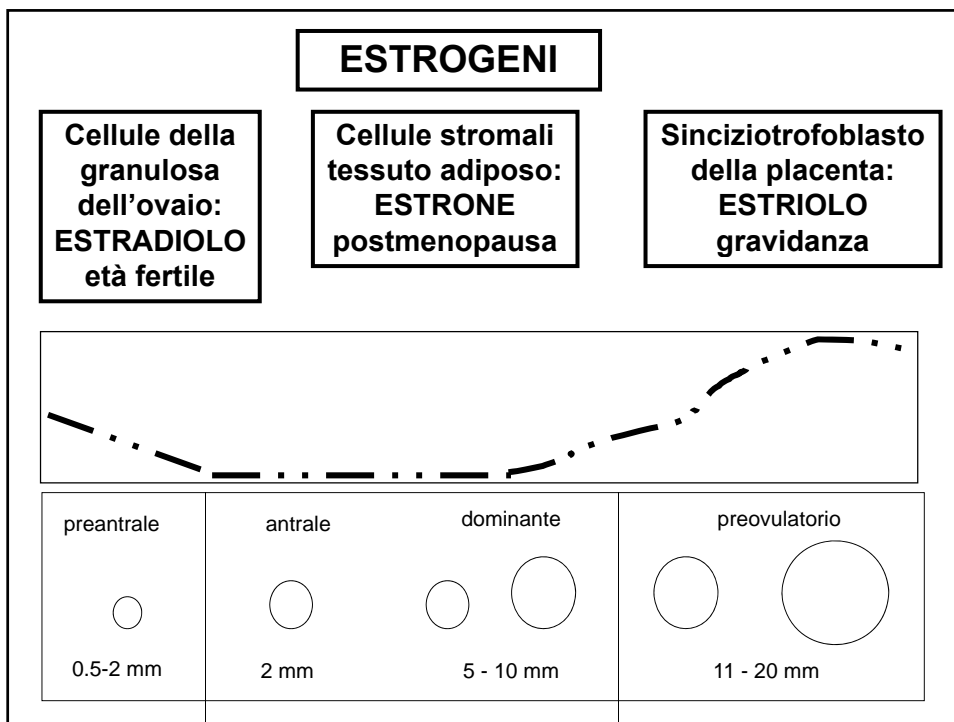 ESTROGENI
Cellule della
granulosa
dell’ovaio:
ESTRADIOLO
età fertile
Cellule stromali
tessuto adiposo:
ESTRONE
postmenopausa
Sinciziotrofoblasto
della placenta:
ESTRIOLO
gravidanza
preantrale antrale dominante preovulatorio
0.5-2 mm 2 mm 5 - 10 mm 11 - 20 mm